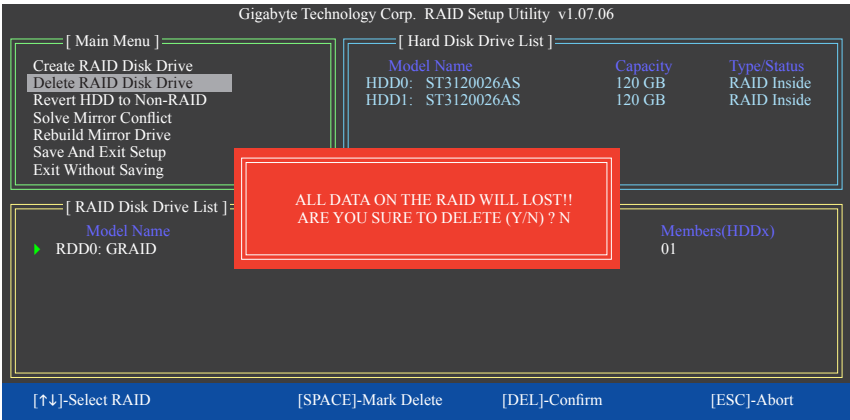 Gigabyte Technology Corp. RAID Setup Utility v1.07.06
[ Main Menu ]
Create RAID Disk Drive
Delete RAID Disk Drive
Revert HDD to Non-RAID
Solve Mirror Conflict
Rebuild Mirror Drive
Save And Exit Setup
Exit Without Saving
[ Hard Disk Drive List ]
Model Name Capacity Type/Status
HDD0: ST3120026AS 120 GB RAID Inside
HDD1: ST3120026AS 120 GB RAID Inside
ALL DATA ON THE RAID WILL LOST!!
ARE YOU SURE TO DELETE (Y/N) ? N
[ RAID Disk Drive List ]
Model Name Members(HDDx)
RDD0: GRAID 01
[↑↓]-Select RAID [SPACE]-Mark Delete [DEL]-Confirm [ESC]-Abort